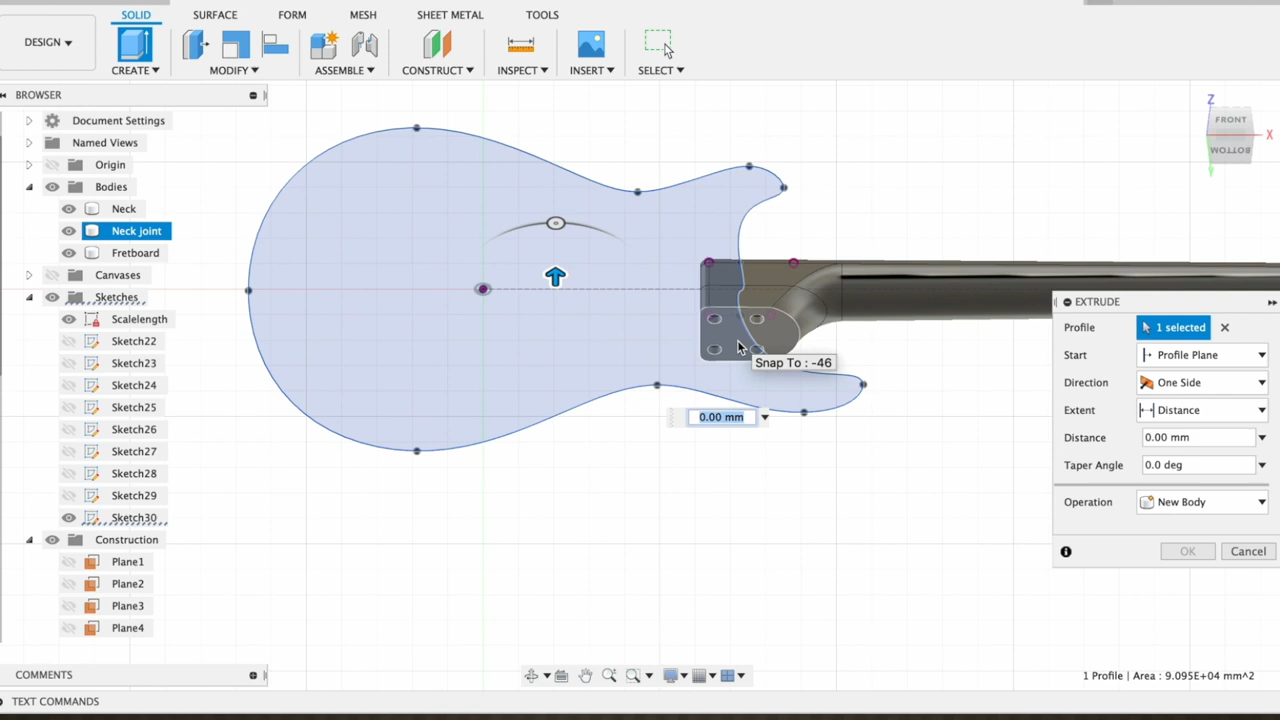 SOLID SURFACE FORM MESH SHEET METAL TOOLS
DESIGN
CREATE MODIFY ASSEMBLE CONSTRUCT INSPECT INSERT SELECT
BROWSER
Document Settings
Named Views
Origin
Bodies
Neck
Neck joint
Fretboard
Canvases
Sketches
Scalelength
Sketch22
Sketch23
Sketch24
Sketch25
Sketch26
Sketch27
Sketch28
Sketch29
Sketch30
Construction
Plane1
Plane2
Plane3
Plane4
Z
FRONT
X
BOTTOM
Y
Snap To : -46
0.00 mm
EXTRUDE
Profile 1 selected
Start Profile Plane
Direction One Side
Extent Distance
Distance 0.00 mm
Taper Angle 0.0 deg
Operation New Body
OK Cancel
COMMENTS
1 Profile | Area : 9.095E+04 mm^2
TEXT COMMANDS